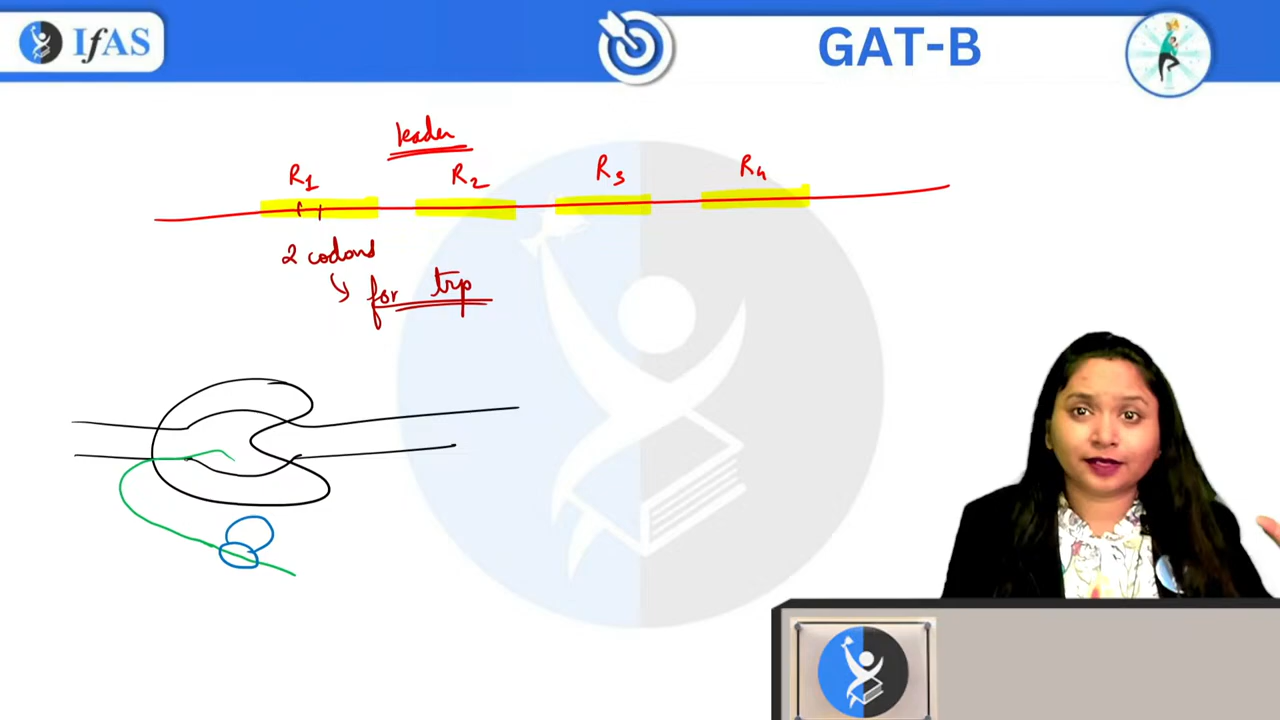 IfAS
GAT-B
leader
R1 R2 R3 R4
2 codons
for trp